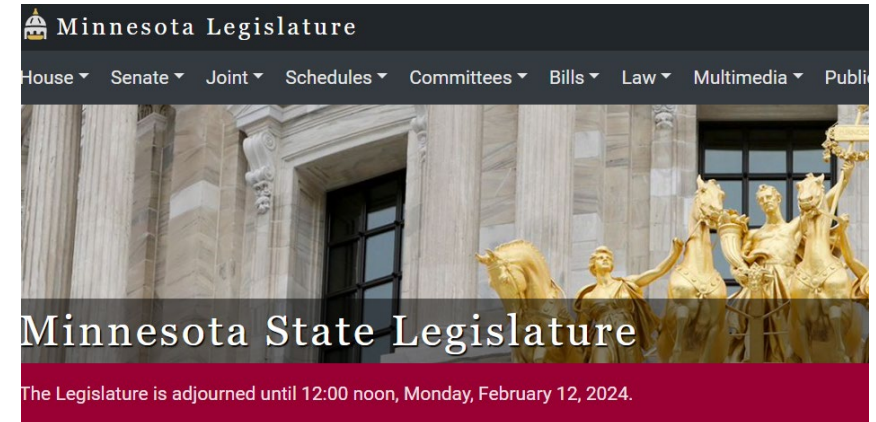 Minnesota Legislature
House Senate Joint Schedules Committees Bills Law Multimedia Public
Minnesota State Legislature
The Legislature is adjourned until 12:00 noon, Monday, February 12, 2024.